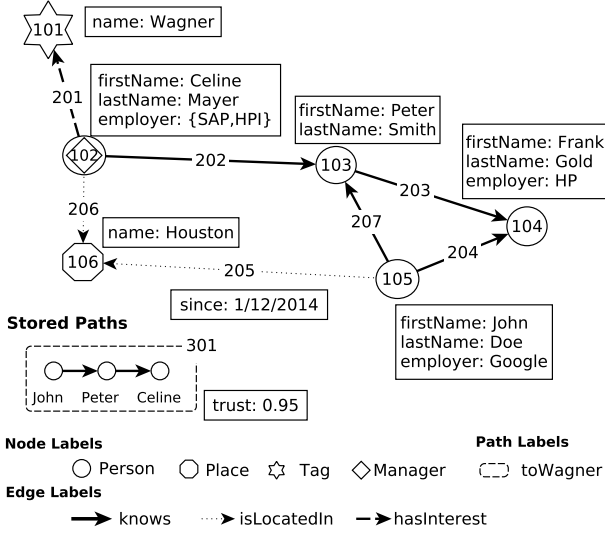 101
name: Wagner
201
firstName: Celine
lastName: Mayer
employer: {SAP,HPI}
102
202
firstName: Peter
lastName: Smith
103
203
firstName: Frank
lastName: Gold
employer: HP
104
206
207
204
name: Houston
106
205
105
since: 1/12/2014
firstName: John
lastName: Doe
employer: Google
Stored Paths
301
John Peter Celine
trust: 0.95
Node Labels
Person Place Tag Manager
Path Labels
toWagner
Edge Labels
knows isLocatedIn hasInterest